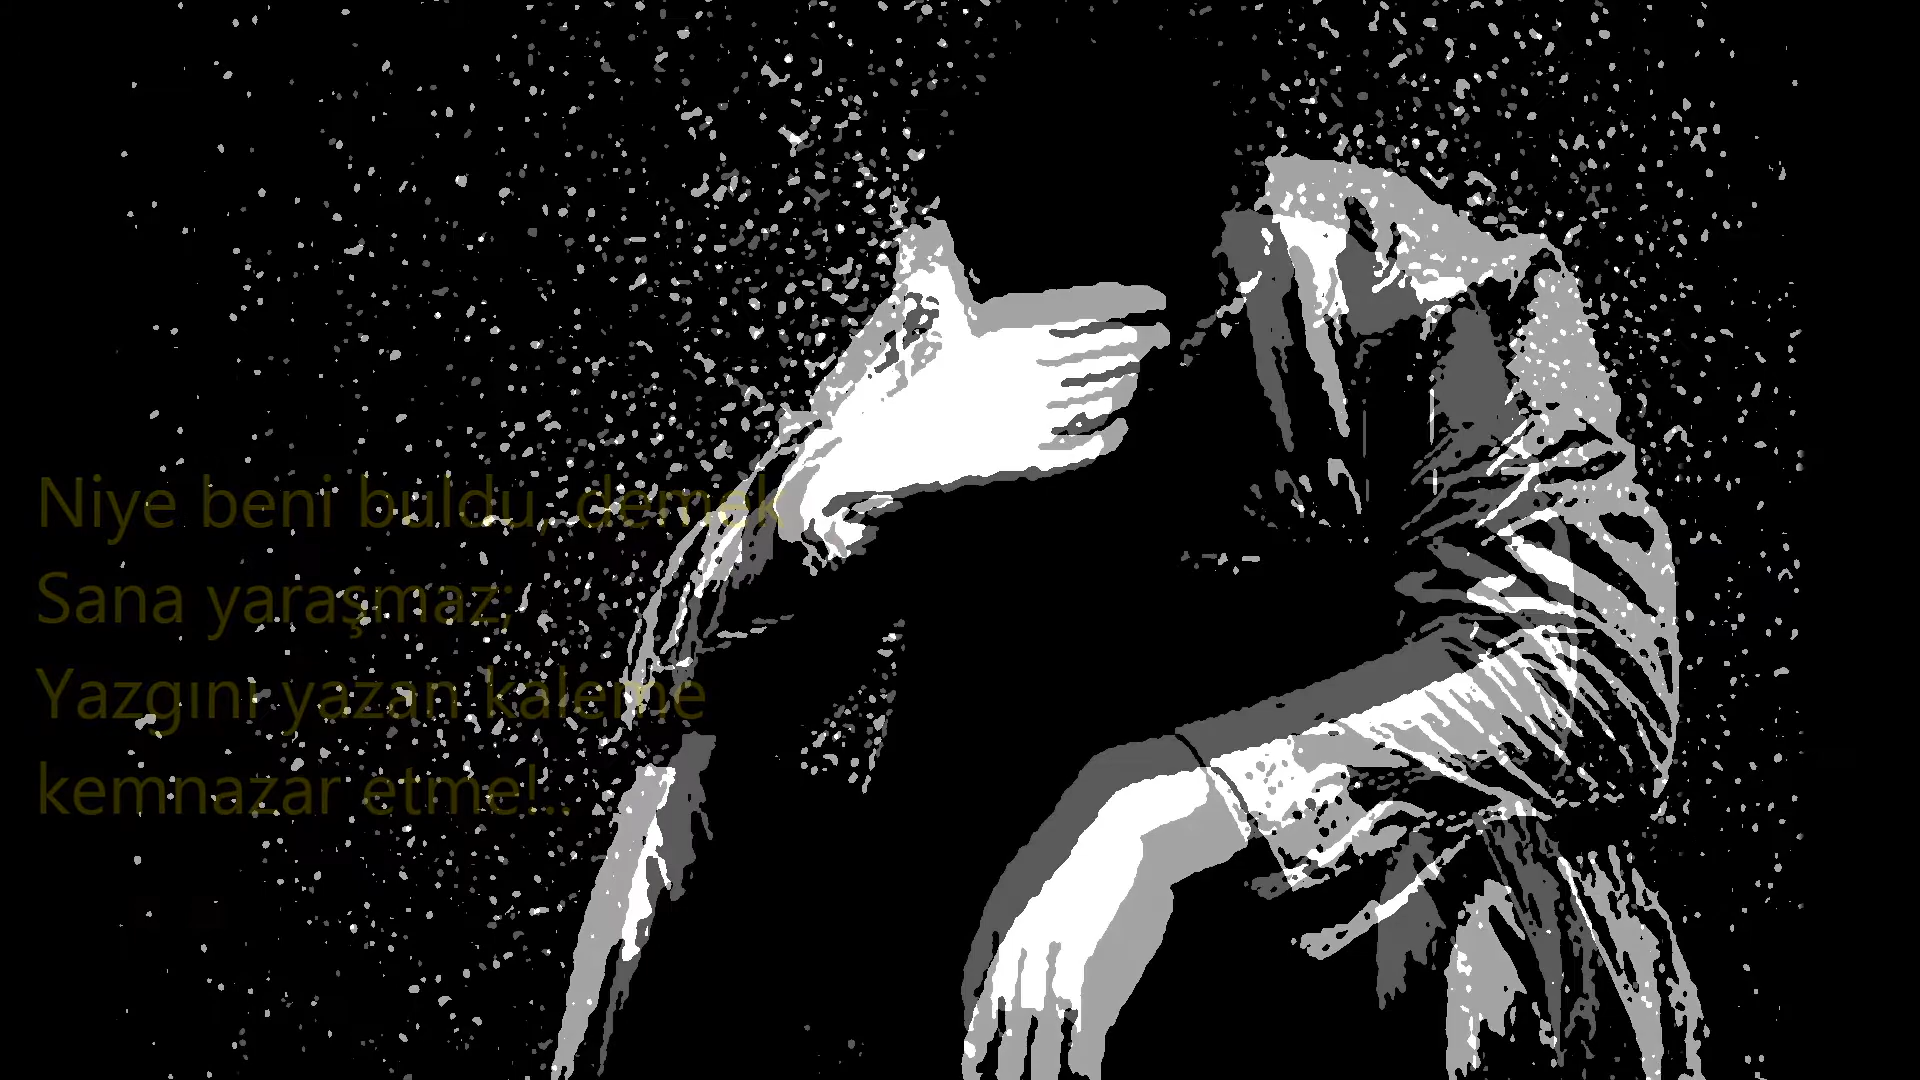 Niye beni buldu, demek
Sana yaraşmaz;
Yazgını yazan kaleme
kemnazar etme!..